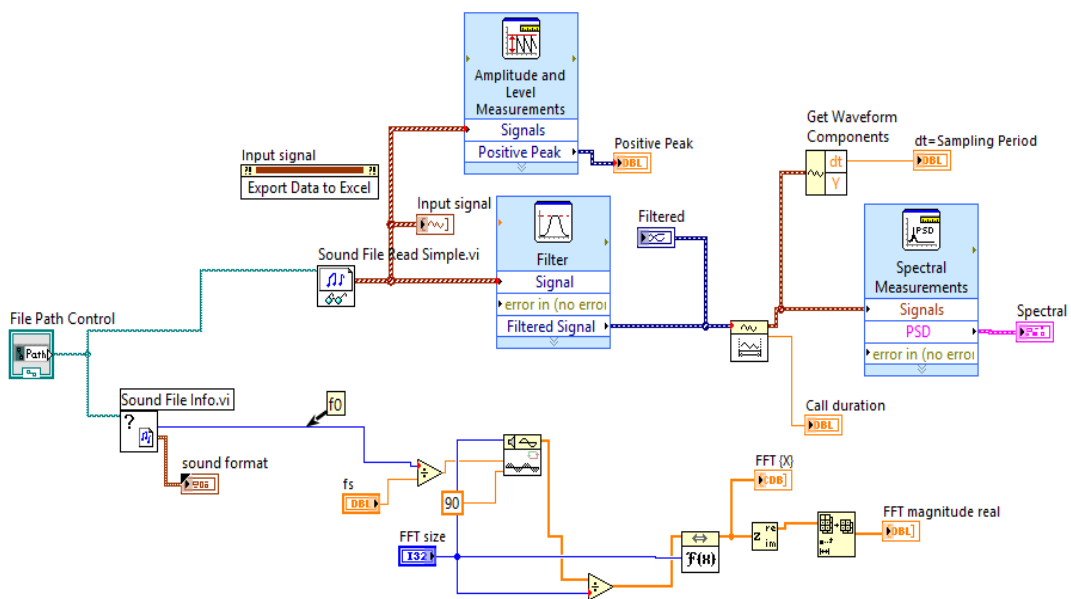 Amplitude and
Level
Measurements
Signals
Positive Peak
Positive Peak
DBL
Input signal
Export Data to Excel
Input signal
Sound File Read Simple.vi
Filter
Signal
error in (no erroi
Filtered Signal
Filtered
Get Waveform
Components
dt
Y
dt=Sampling Period
DBL
PSD
Spectral
Measurements
Signals
PSD
error in (no erroi
Spectral
Call duration
DBL
File Path Control
Path
Sound File Info.vi
?
sound format
f0
fs
DBL
÷
90
FFT size
I32
÷
F{X}
FFT {X}
CDB]
z
re
im
FFT magnitude real
DBL]